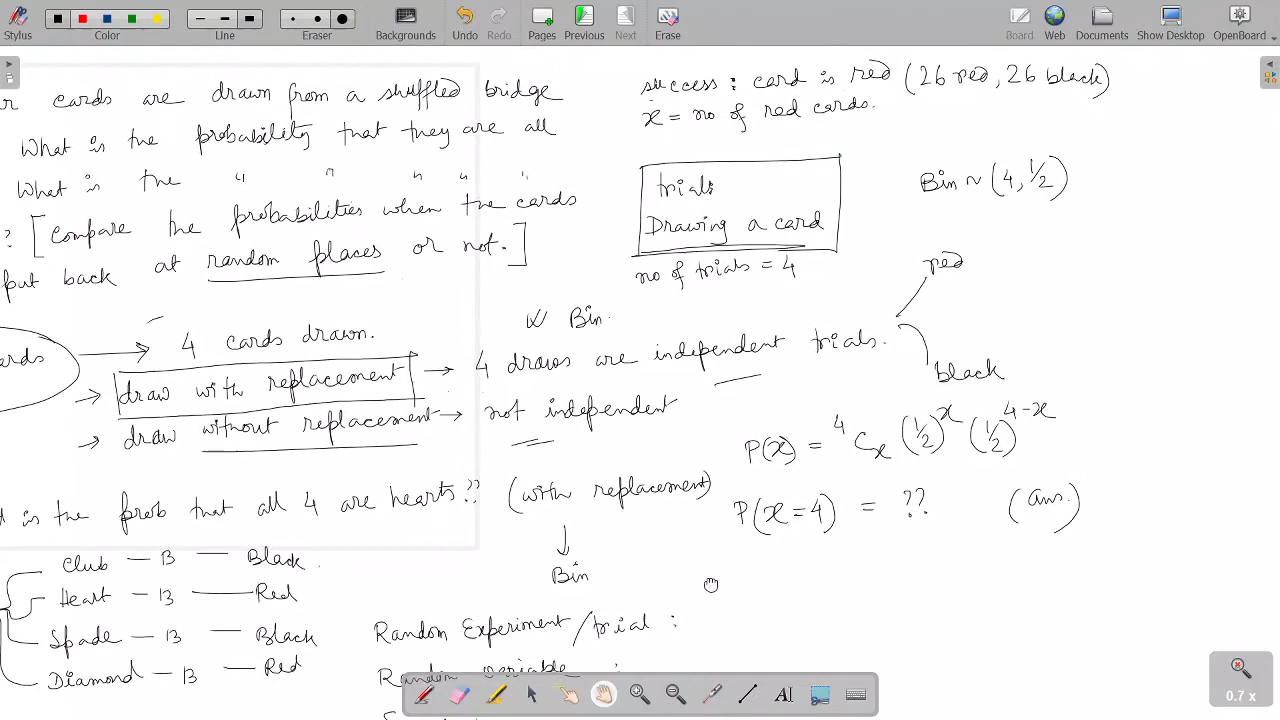 Stylus Color Line Eraser Backgrounds Undo Redo Pages Previous Next Erase Board Web Documents Show Desktop OpenBoard
r cards are drawn from a shuffled bridge
What is the probability that they are all
What is the " " " " "
? [Compare the probabilities when the cards
put back at random places or not.]
ards
4 cards drawn.
draw with replacement → 4 draws are independent trials.
draw without replacement → not independent
is the prob that all 4 are hearts?? (with replacement)
Bin
Club — 13 — Black
Heart — 13 — Red
Spade — 13 — Black
Diamond — 13 — Red
Random Experiment/trial :
Random variable :
success : card is red (26 red, 26 black)
x = no of red cards.
trial:
Drawing a card
no of trials = 4
Bin ~ (4, 1/2)
Bin.
red
black
P(x) = ⁴Cₓ (1/2)^x (1/2)^4-x
P(x=4) = ?? (ans.)
0.7 x